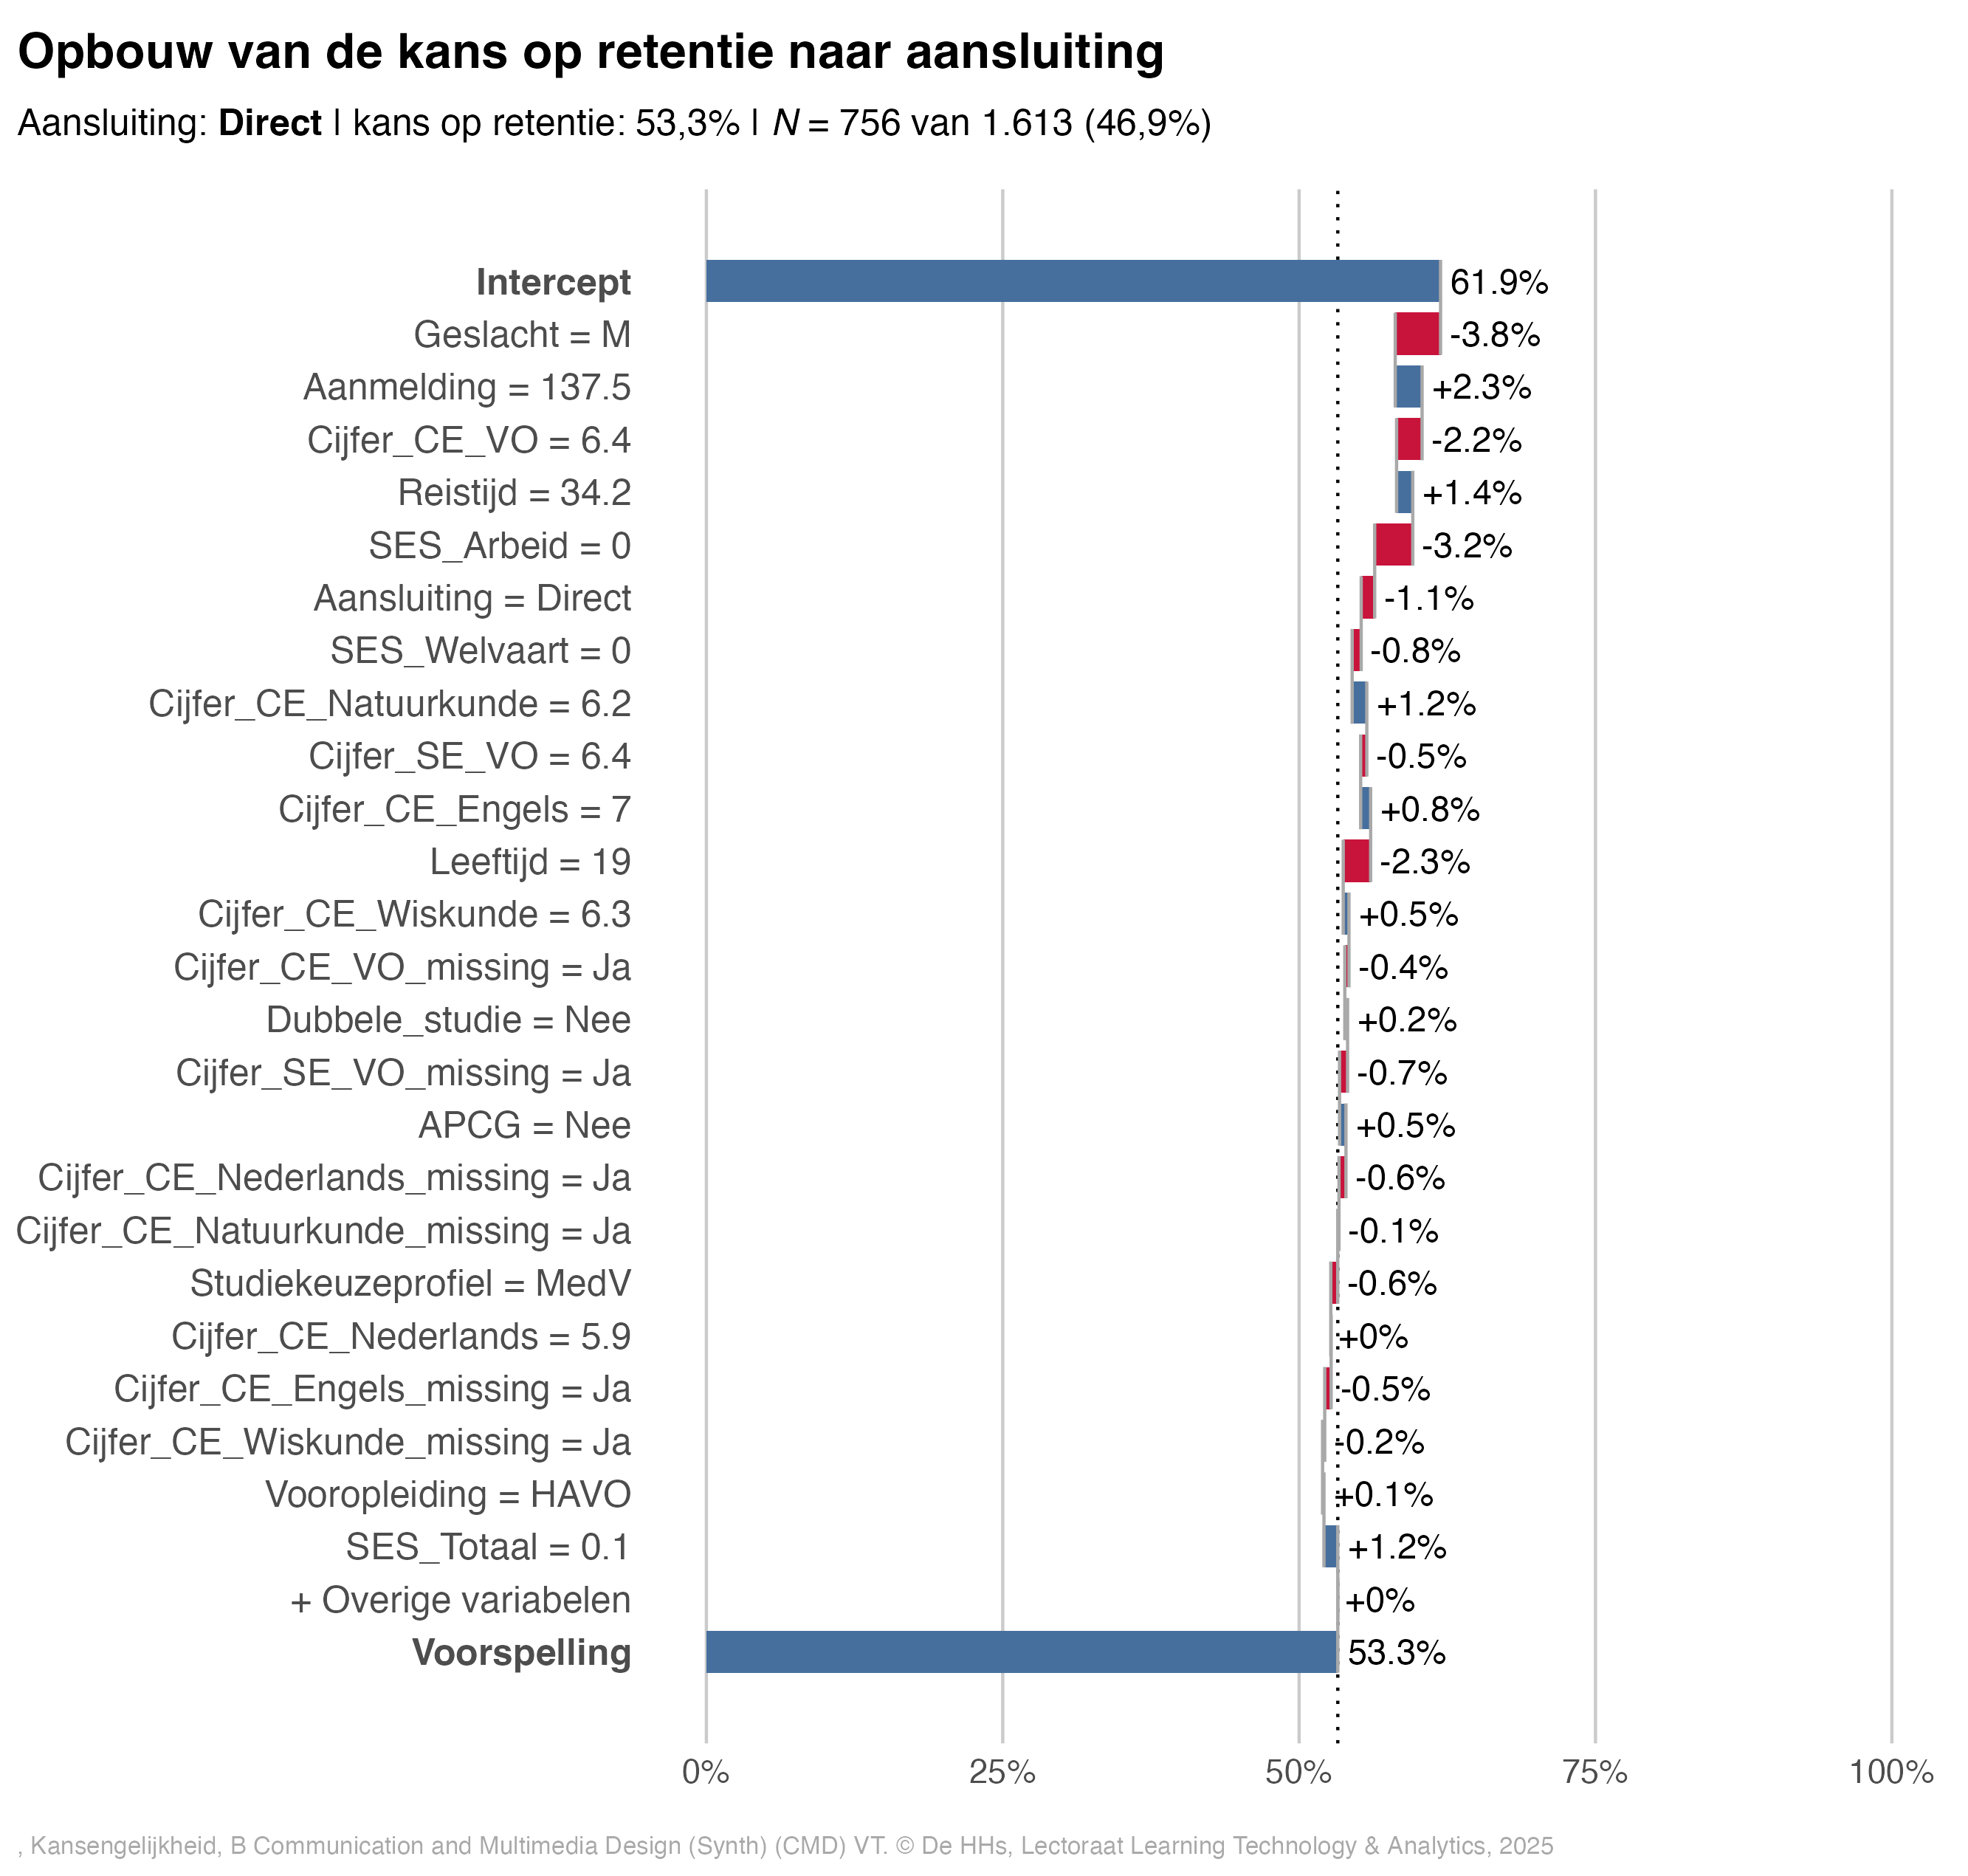 Opbouw van de kans op retentie naar aansluiting
Aansluiting: Direct | kans op retentie: 53,3% | N = 756 van 1.613 (46,9%)
Intercept 61.9%
Geslacht = M -3.8%
Aanmelding = 137.5 +2.3%
Cijfer_CE_VO = 6.4 -2.2%
Reistijd = 34.2 +1.4%
SES_Arbeid = 0 -3.2%
Aansluiting = Direct -1.1%
SES_Welvaart = 0 -0.8%
Cijfer_CE_Natuurkunde = 6.2 +1.2%
Cijfer_SE_VO = 6.4 -0.5%
Cijfer_CE_Engels = 7 +0.8%
Leeftijd = 19 -2.3%
Cijfer_CE_Wiskunde = 6.3 +0.5%
Cijfer_CE_VO_missing = Ja -0.4%
Dubbele_studie = Nee +0.2%
Cijfer_SE_VO_missing = Ja -0.7%
APCG = Nee +0.5%
Cijfer_CE_Nederlands_missing = Ja -0.6%
Cijfer_CE_Natuurkunde_missing = Ja -0.1%
Studiekeuzeprofiel = MedV -0.6%
Cijfer_CE_Nederlands = 5.9 +0%
Cijfer_CE_Engels_missing = Ja -0.5%
Cijfer_CE_Wiskunde_missing = Ja -0.2%
Vooropleiding = HAVO +0.1%
SES_Totaal = 0.1 +1.2%
+ Overige variabelen +0%
Voorspelling 53.3%
0% 25% 50% 75% 100%
, Kansengelijkheid, B Communication and Multimedia Design (Synth) (CMD) VT. © De HHs, Lectoraat Learning Technology & Analytics, 2025